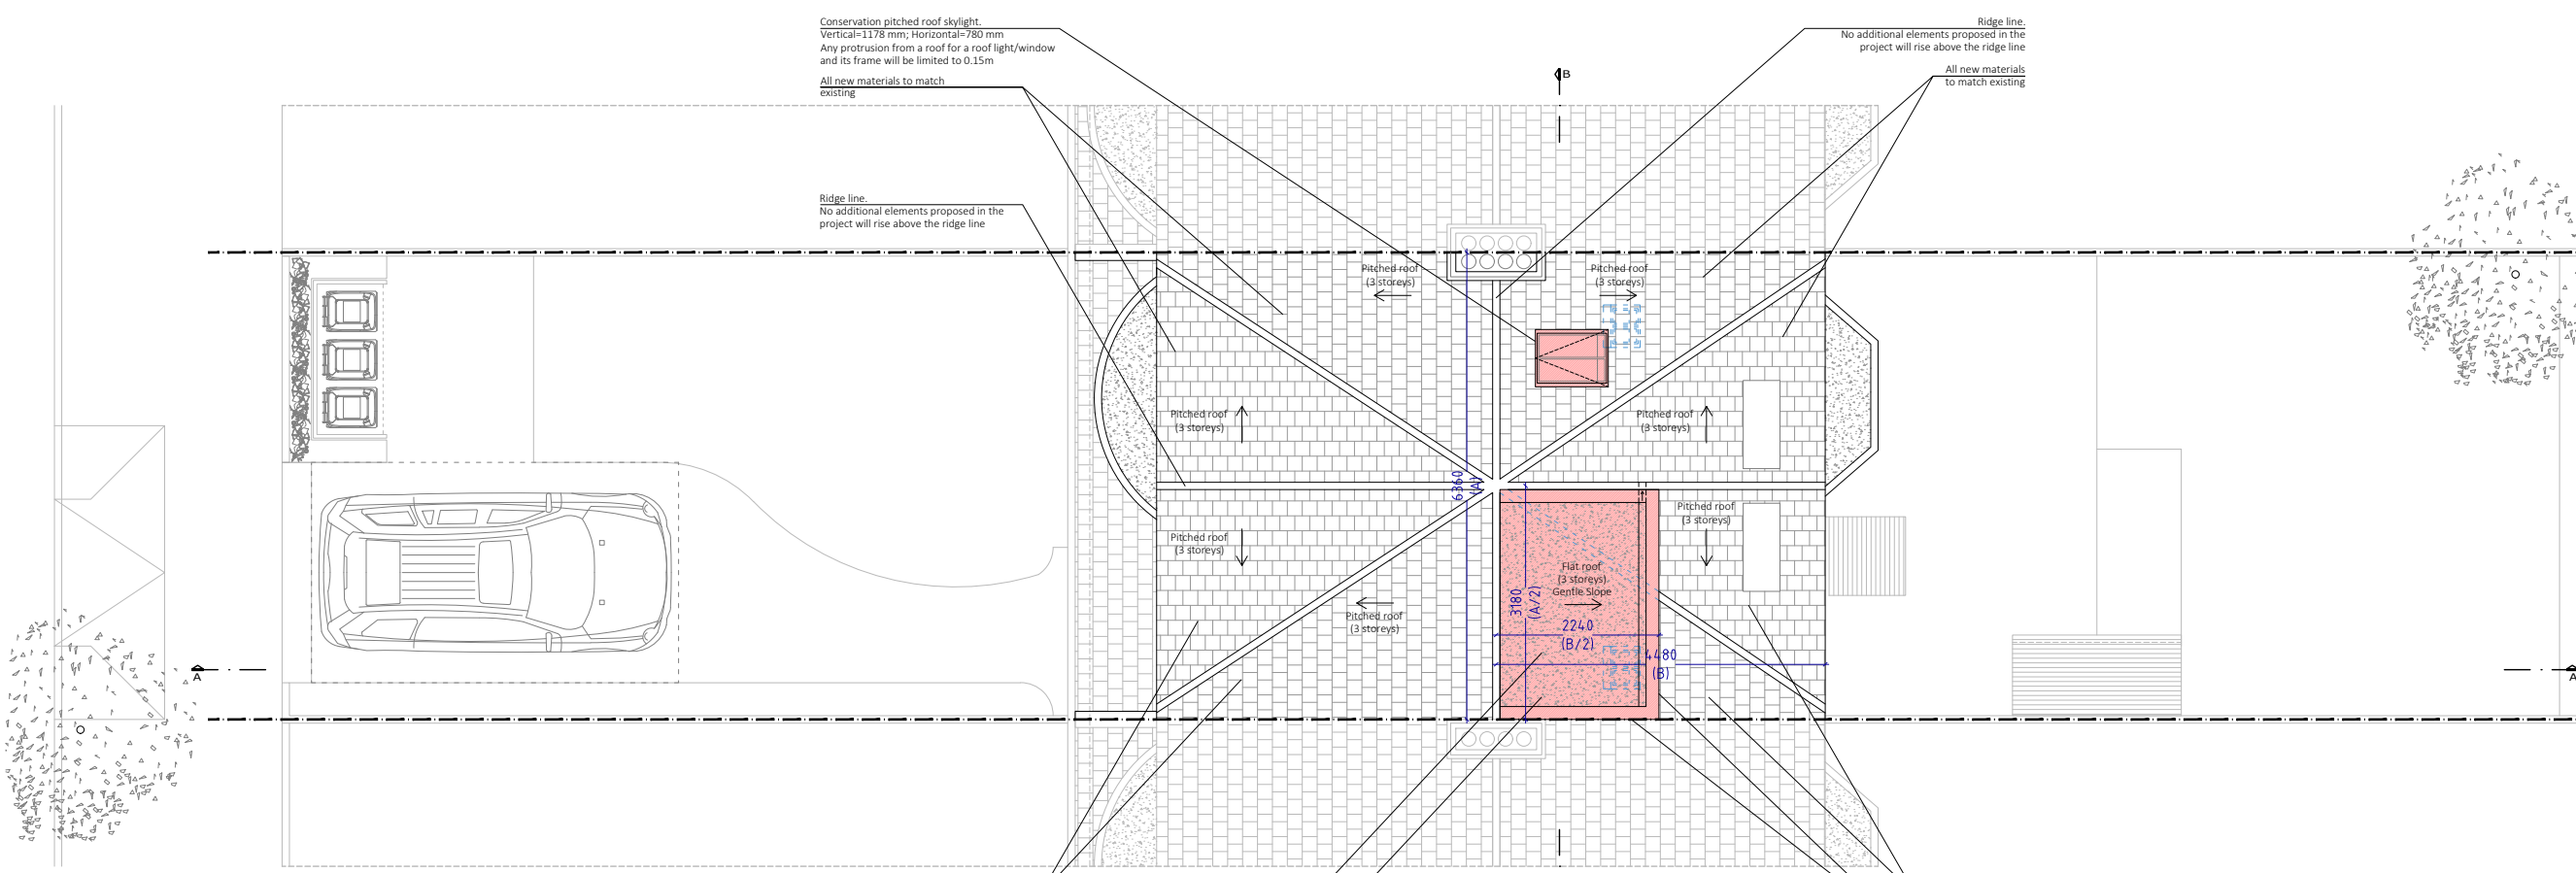 Conservation pitched roof skylight.
Vertical=1178 mm; Horizontal=780 mm
Any protrusion from a roof for a roof light/window
and its frame will be limited to 0.15m
All new materials to match
existing
Ridge line.
No additional elements proposed in the
project will rise above the ridge line
All new materials
to match existing
B
Ridge line.
No additional elements proposed in the
project will rise above the ridge line
Pitched roof
(3 storeys)
Pitched roof
(3 storeys)
Pitched roof
(3 storeys)
Pitched roof
(3 storeys)
6360
(A)
Pitched roof
(3 storeys)
Pitched roof
(3 storeys)
Flat roof
(3 storeys)
Gentle Slope
3180
(A/2)
Pitched roof
(3 storeys)
2240
(B/2)
4480
(B)
A
A